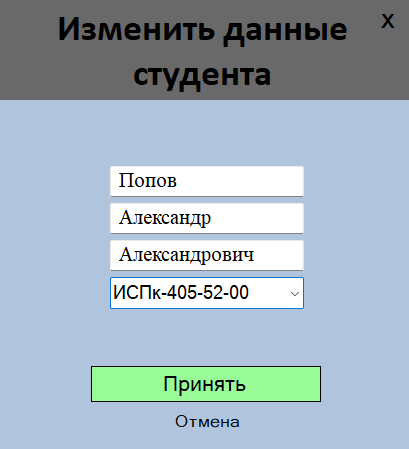 Изменить данные
X
студента
Попов
Александр
Александрович
ИСПк-405-52-00
Принять
Отмена